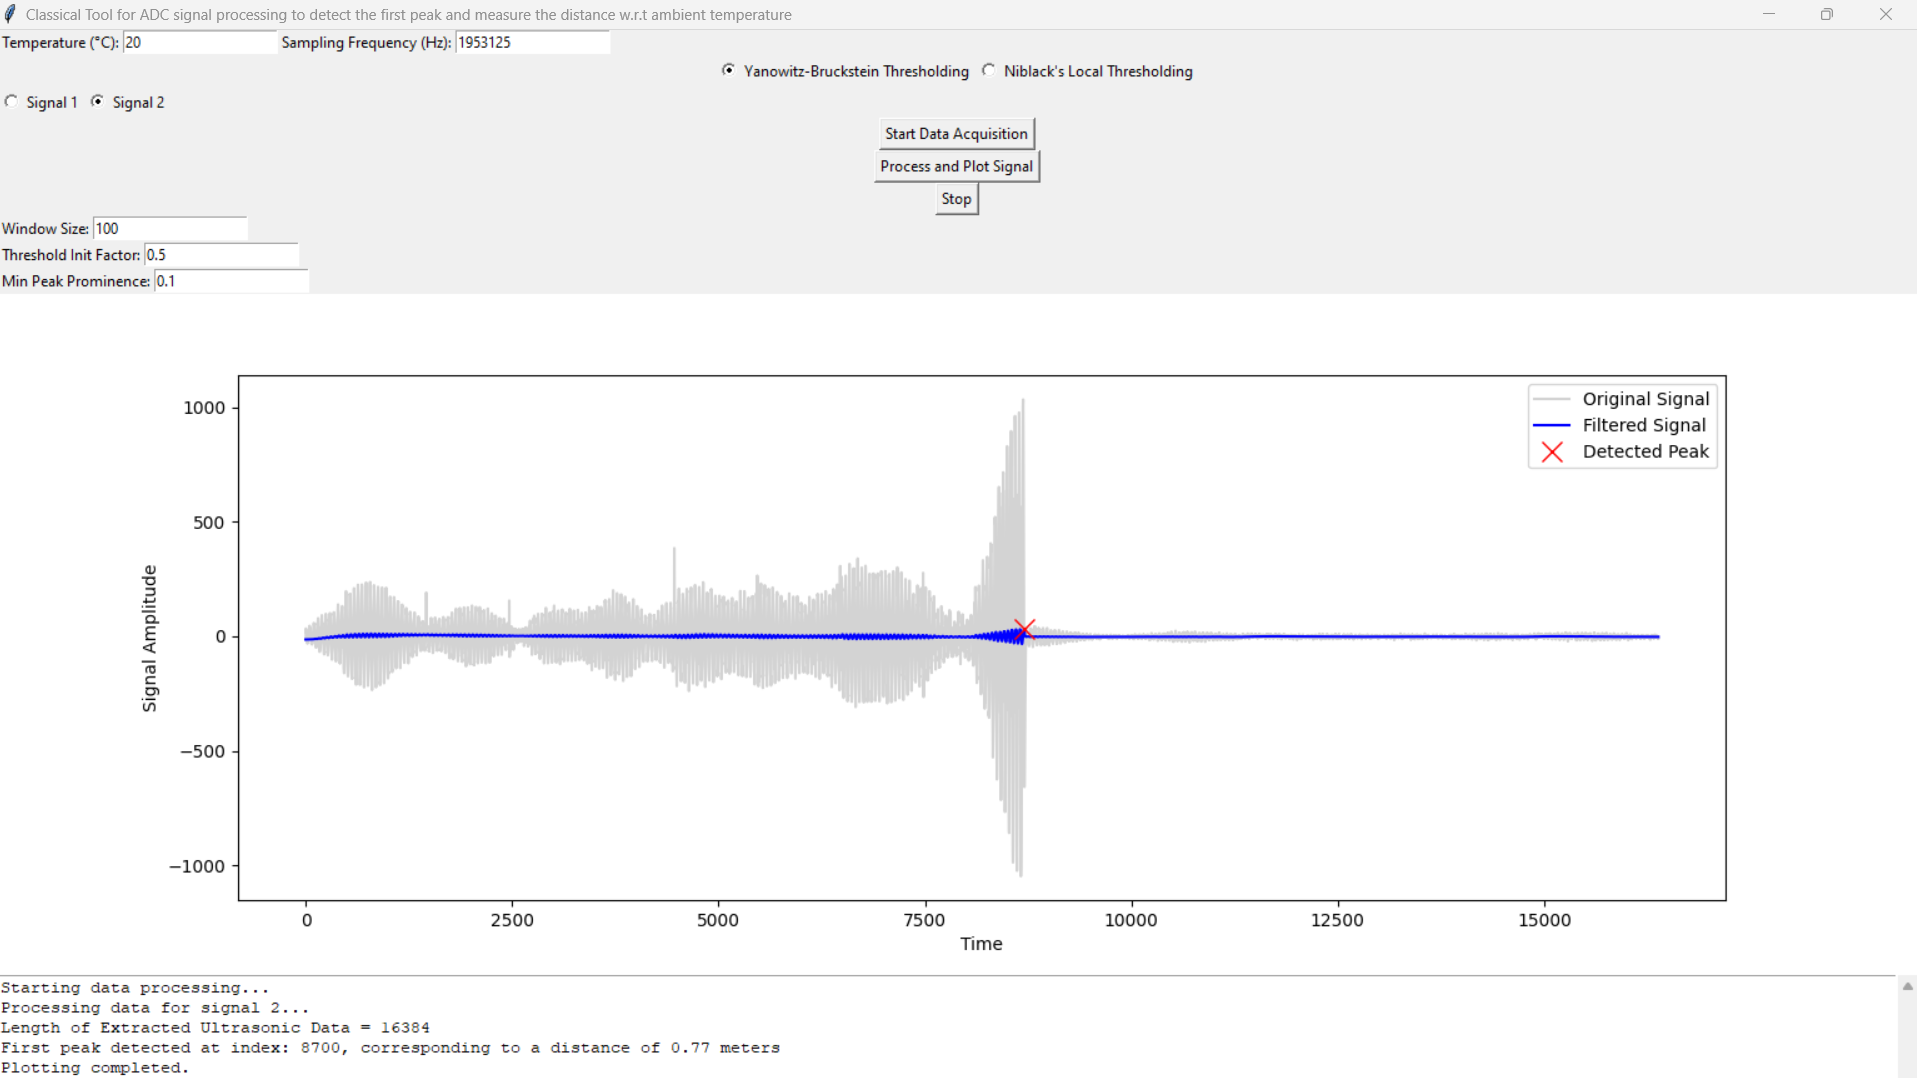 Classical Tool for ADC signal processing to detect the first peak and measure the distance w.r.t ambient temperature
Temperature (°C): 20 Sampling Frequency (Hz): 1953125
Yanowitz-Bruckstein Thresholding Niblack's Local Thresholding
Signal 1 Signal 2
Start Data Acquisition
Process and Plot Signal
Stop
Window Size: 100
Threshold Init Factor: 0.5
Min Peak Prominence: 0.1
Original Signal
Filtered Signal
Detected Peak
1000
500
0
−500
−1000
Signal Amplitude
0 2500 5000 7500 10000 12500 15000
Time
Starting data processing...
Processing data for signal 2...
Length of Extracted Ultrasonic Data = 16384
First peak detected at index: 8700, corresponding to a distance of 0.77 meters
Plotting completed.